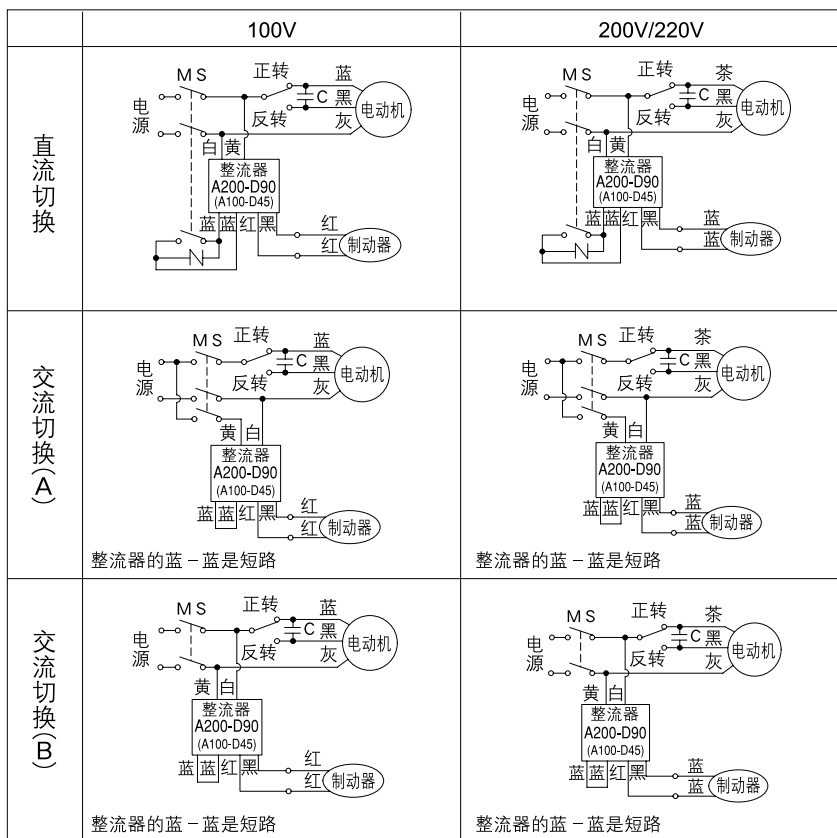 100V
200V/220V
直流切换
M S
正转
蓝
电源
C
黑
电动机
反转
灰
白 黄
整流器
A200-D90
(A100-D45)
蓝 蓝 红 黑
红
红
制动器
M S
正转
茶
电源
C
黑
电动机
反转
灰
白 黄
整流器
A200-D90
(A100-D45)
蓝 蓝 红 黑
蓝
蓝
制动器
交流切换(A)
M S
正转
蓝
电源
C
黑
电动机
反转
灰
黄 白
整流器
A200-D90
(A100-D45)
蓝 蓝 红 黑
红
红
制动器
整流器的蓝－蓝是短路
M S
正转
茶
电源
C
黑
电动机
反转
灰
黄 白
整流器
A200-D90
(A100-D45)
蓝 蓝 红 黑
蓝
蓝
制动器
整流器的蓝－蓝是短路
交流切换(B)
M S
正转
蓝
电源
C
黑
电动机
反转
灰
黄 白
整流器
A200-D90
(A100-D45)
蓝 蓝 红 黑
红
红
制动器
整流器的蓝－蓝是短路
M S
正转
茶
电源
C
黑
电动机
反转
灰
黄 白
整流器
A200-D90
(A100-D45)
蓝 蓝 红 黑
蓝
蓝
制动器
整流器的蓝－蓝是短路